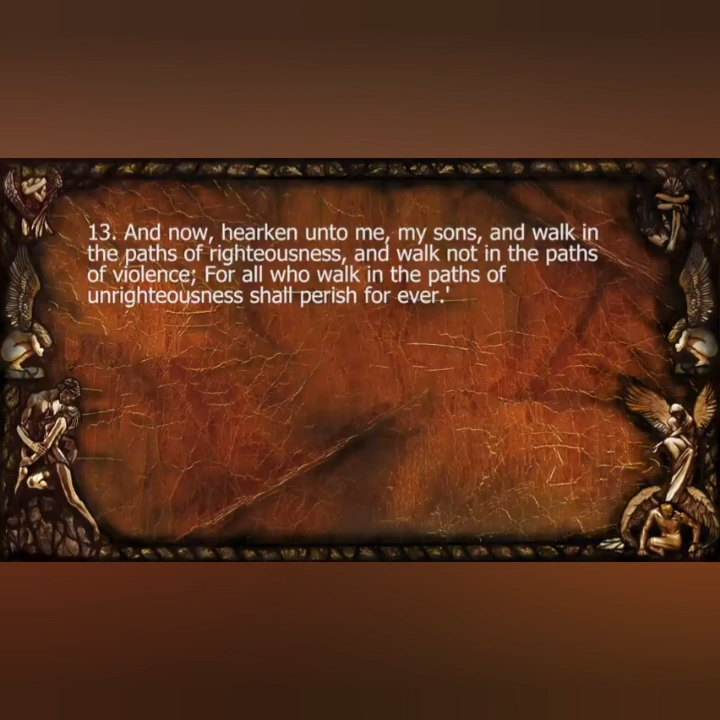 13. And now, hearken unto me, my sons, and walk in
the paths of righteousness, and walk not in the paths
of violence; For all who walk in the paths of
unrighteousness shall perish for ever.'